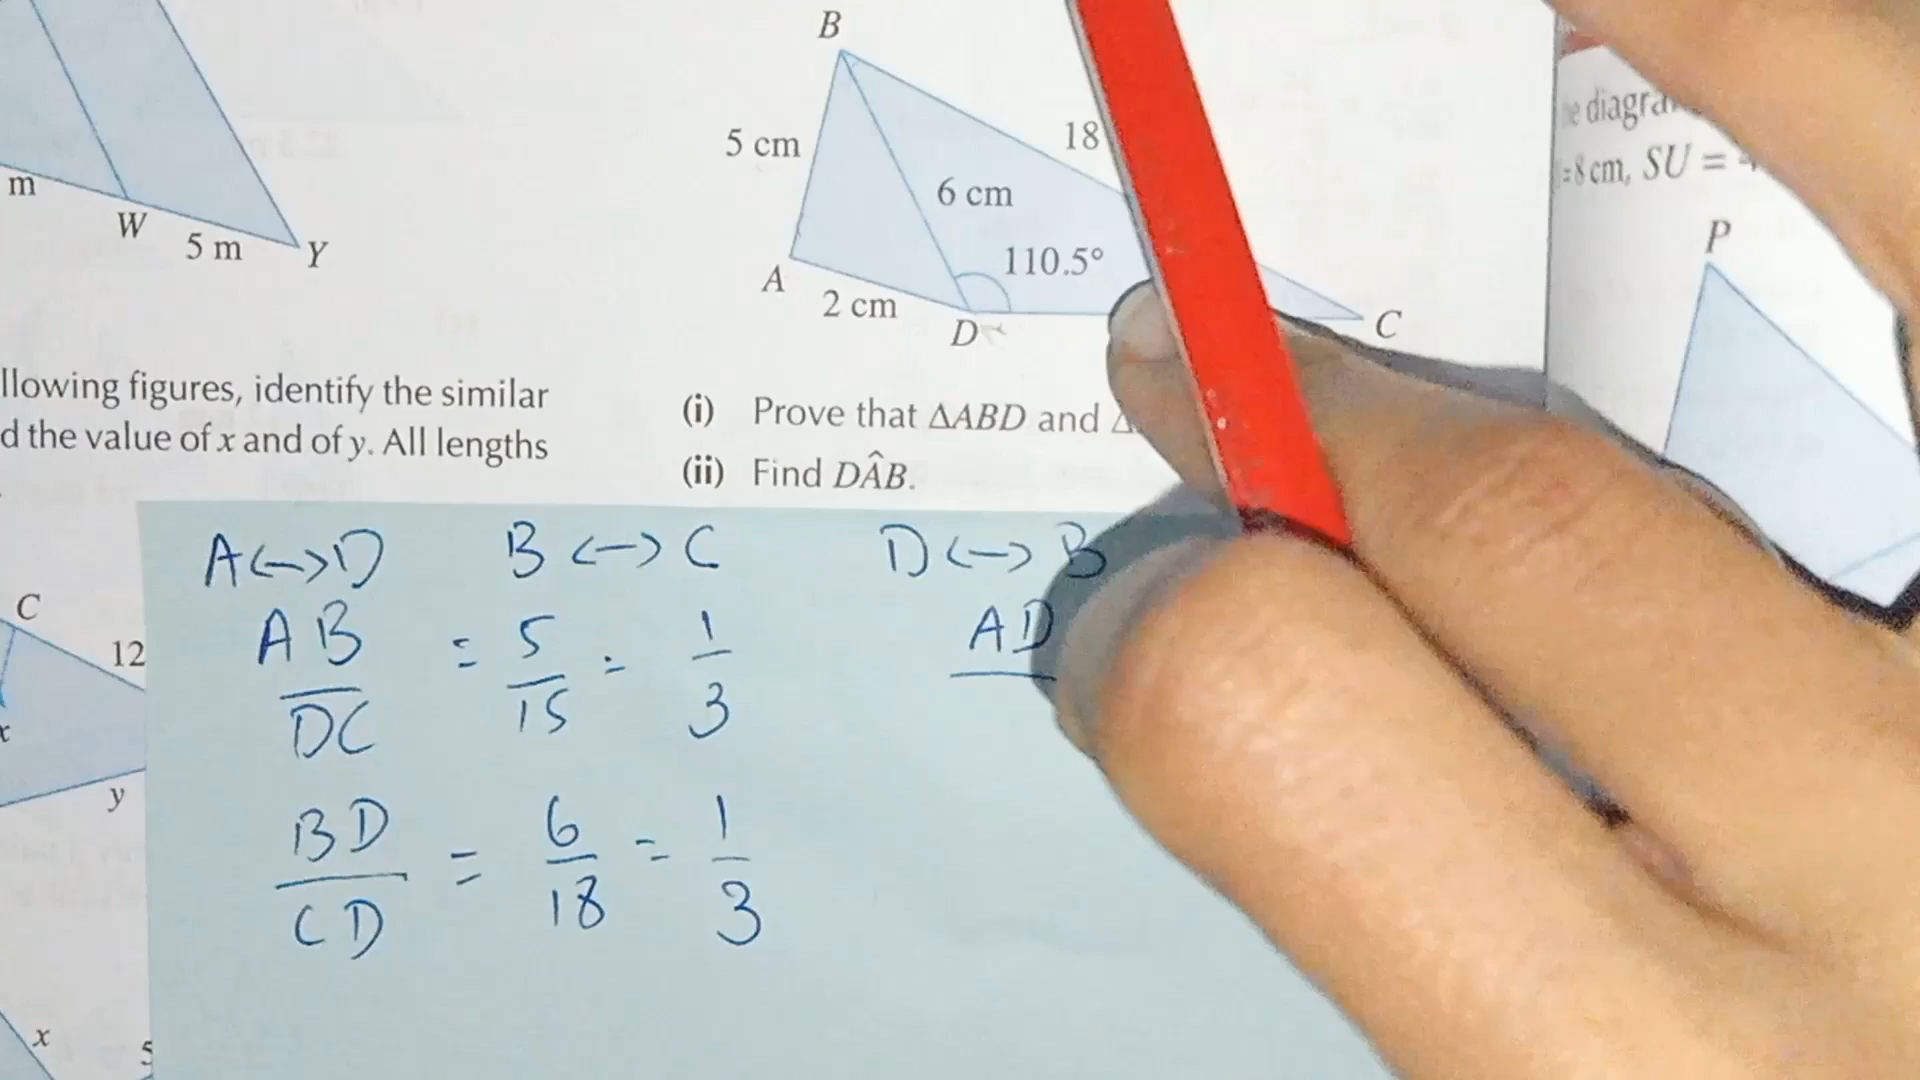 B
5 cm
18
6 cm
110.5°
A
2 cm
D
C
m
W
5 m
Y
diagra
=8 cm, SU =
P
llowing figures, identify the similar
d the value of x and of y. All lengths
(i) Prove that ΔABD and Δ
(ii) Find DÂB.
C
12
y
x
5
A<->D B<->C D<->B
AB/DC = 5/15 = 1/3 AD
BD/CD = 6/18 = 1/3